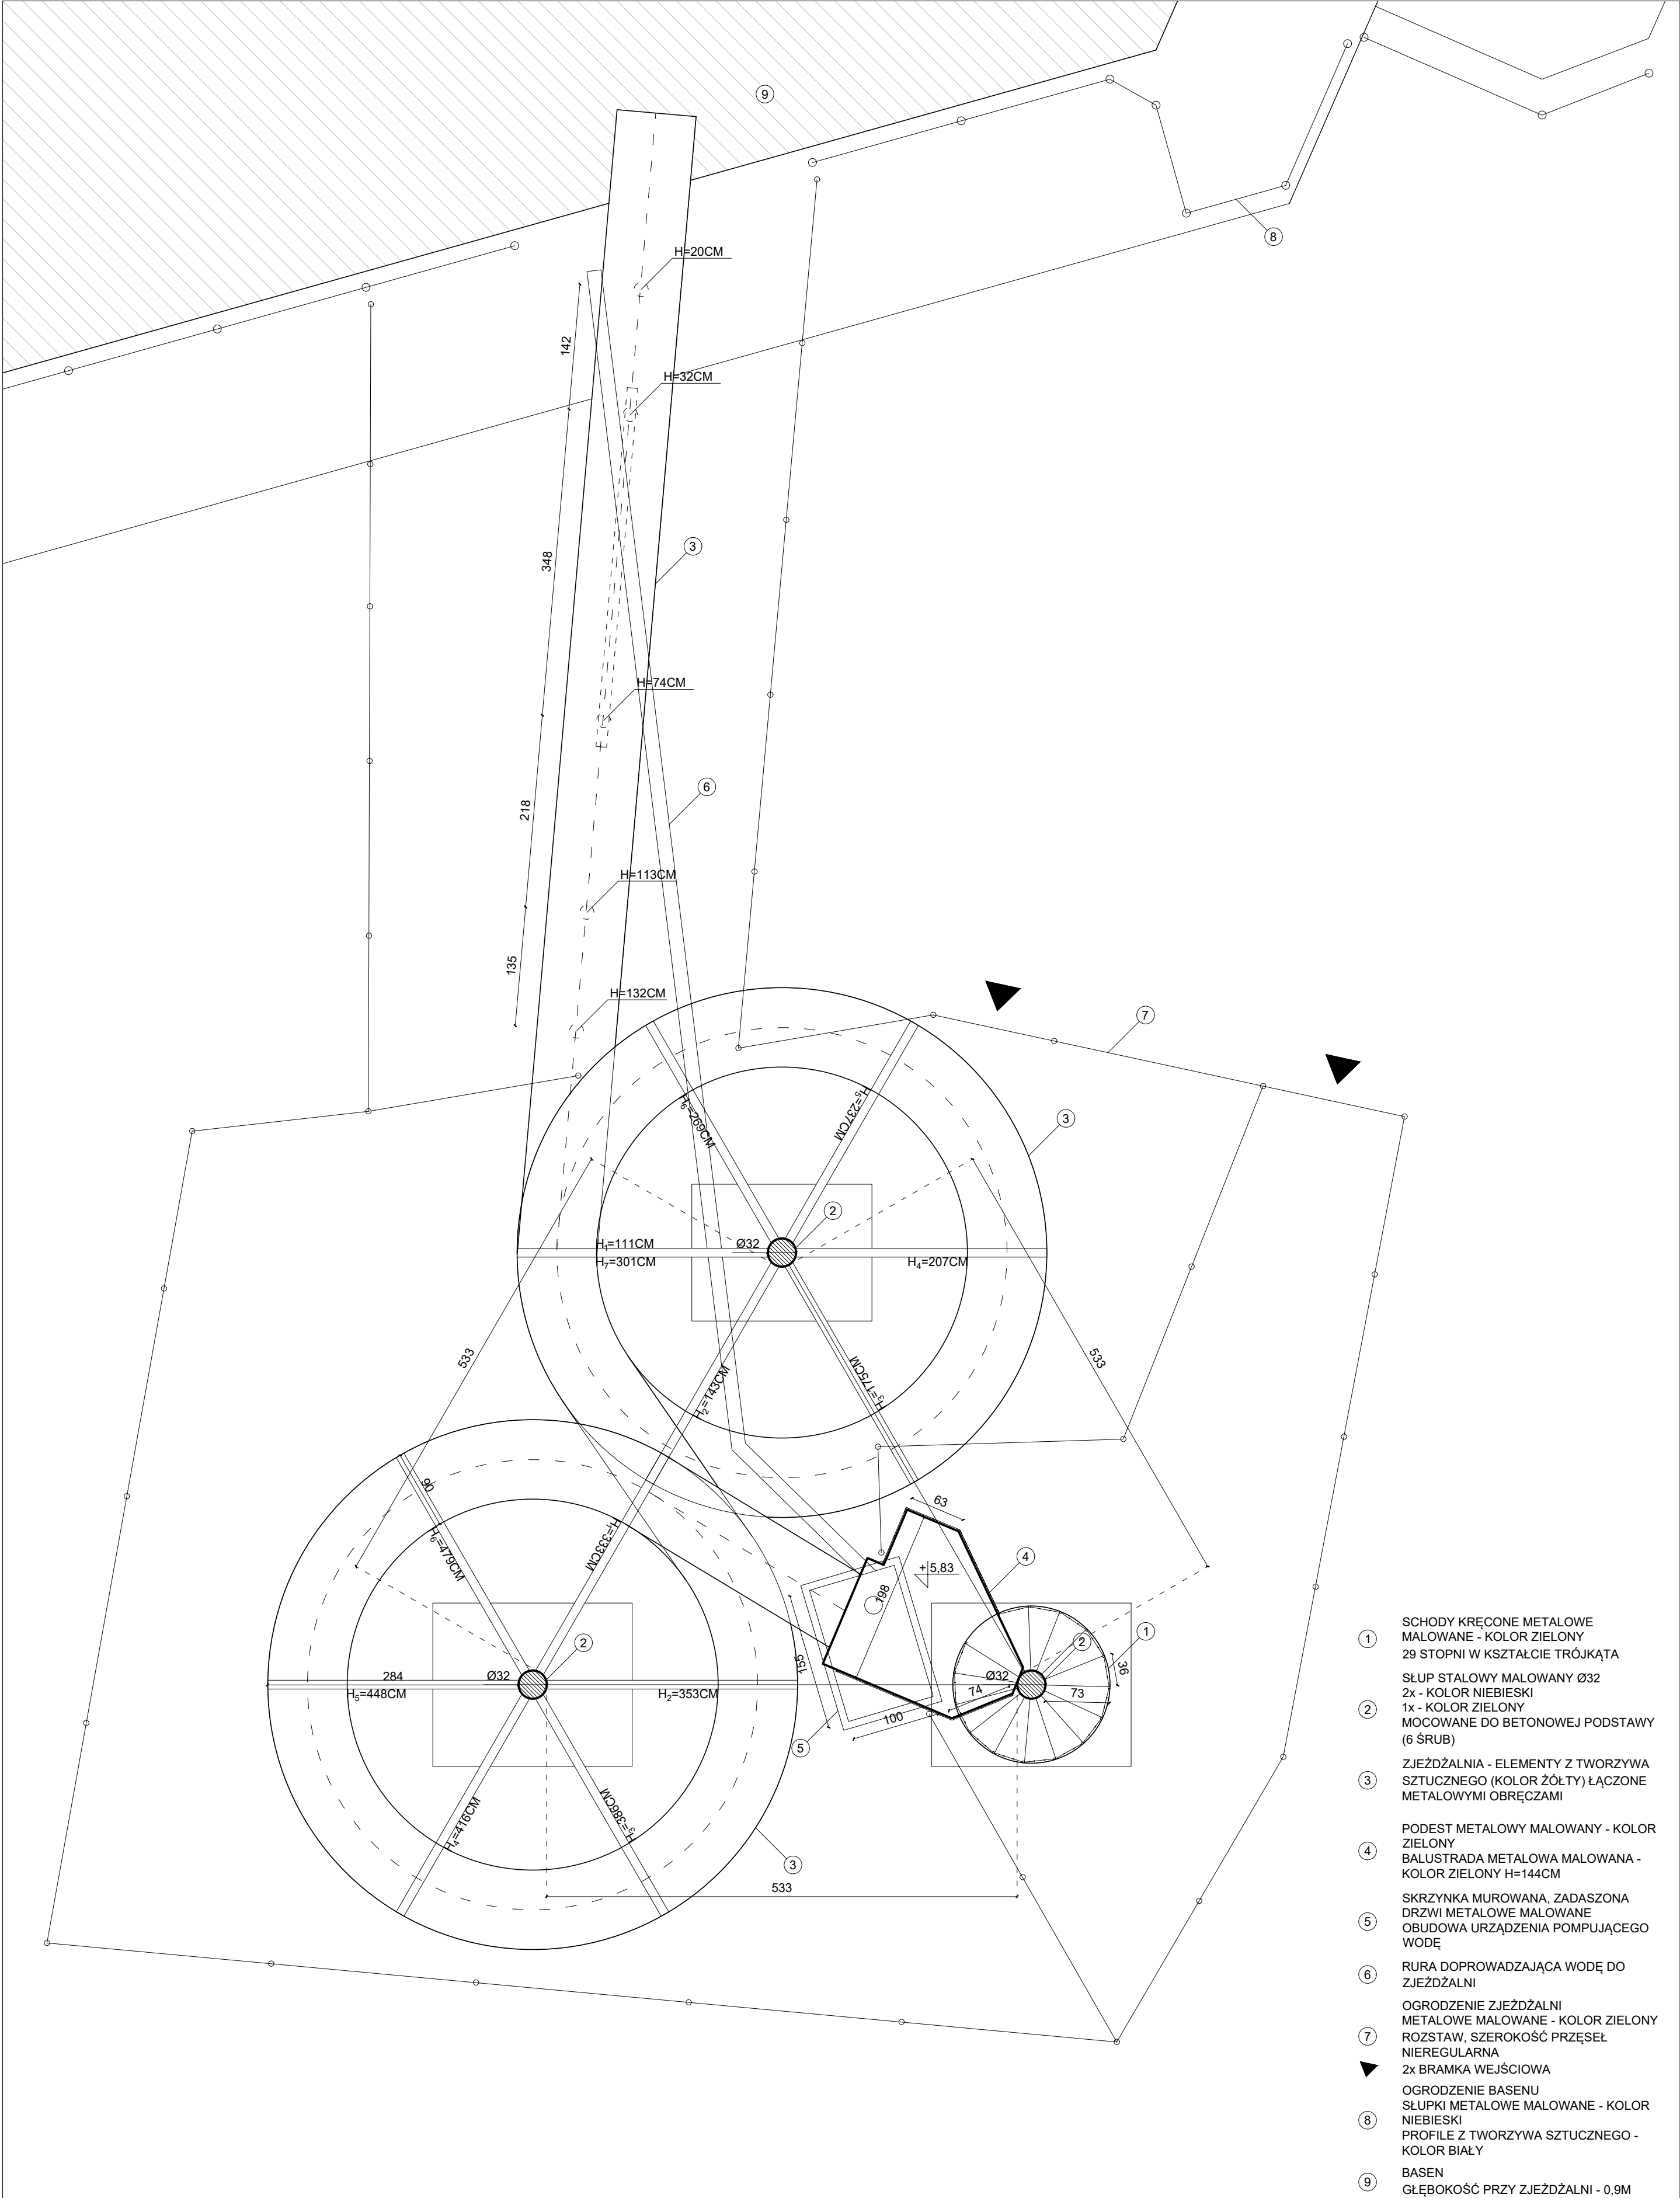 9
8
H=20CM
142
H=32CM
348
3
H=74CM
6
218
H=113CM
135
H=132CM
7
3
H₆=269CM
H₅=237CM
2
H₁=111CM
Ø32
H₇=301CM
H₄=207CM
533
533
H₂=143CM
H₃=175CM
90
H₆=479CM
H₁=333CM
63
4
+5,83
198
1
2
2
155
36
284
Ø32
Ø32
H₅=448CM
H₂=353CM
74
73
100
5
H₄=416CM
H₃=386CM
3
533
1
SCHODY KRĘCONE METALOWE
MALOWANE - KOLOR ZIELONY
29 STOPNI W KSZTAŁCIE TRÓJKĄTA
2
SŁUP STALOWY MALOWANY Ø32
2x - KOLOR NIEBIESKI
1x - KOLOR ZIELONY
MOCOWANE DO BETONOWEJ PODSTAWY
(6 ŚRUB)
3
ZJEŻDŻALNIA - ELEMENTY Z TWORZYWA
SZTUCZNEGO (KOLOR ŻÓŁTY) ŁĄCZONE
METALOWYMI OBRĘCZAMI
4
PODEST METALOWY MALOWANY - KOLOR
ZIELONY
BALUSTRADA METALOWA MALOWANA -
KOLOR ZIELONY H=144CM
5
SKRZYNKA MUROWANA, ZADASZONA
DRZWI METALOWE MALOWANE
OBUDOWA URZĄDZENIA POMPUJĄCEGO
WODĘ
6
RURA DOPROWADZAJĄCA WODĘ DO
ZJEŻDŻALNI
7
OGRODZENIE ZJEŻDŻALNI
METALOWE MALOWANE - KOLOR ZIELONY
ROZSTAW, SZEROKOŚĆ PRZĘSEŁ
NIEREGULARNA
2x BRAMKA WEJŚCIOWA
8
OGRODZENIE BASENU
SŁUPKI METALOWE MALOWANE - KOLOR
NIEBIESKI
PROFILE Z TWORZYWA SZTUCZNEGO -
KOLOR BIAŁY
9
BASEN
GŁĘBOKOŚĆ PRZY ZJEŻDŻALNI - 0,9M